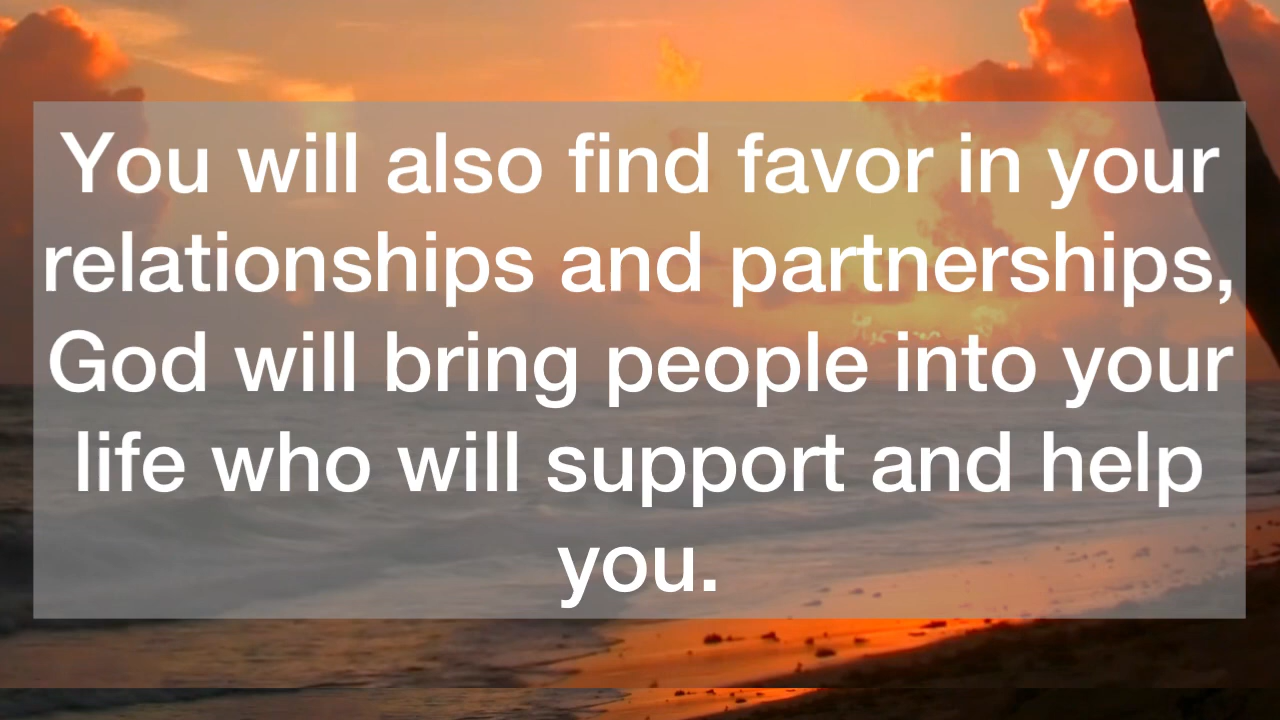 You will also find favor in your
relationships and partnerships,
God will bring people into your
life who will support and help
you.